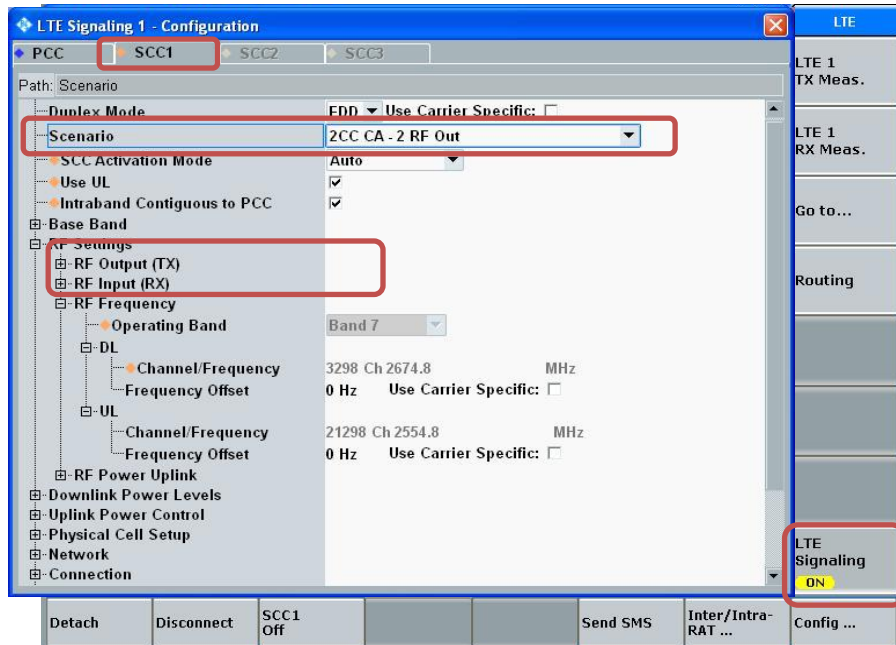 LTE Signaling 1 - Configuration
PCC SCC1 SCC2 SCC3
Path: Scenario
Duplex Mode FDD Use Carrier Specific:
Scenario 2CC CA - 2 RF Out
SCC Activation Mode Auto
Use UL
Intraband Contiguous to PCC
Base Band
RF Settings
RF Output (TX)
RF Input (RX)
RF Frequency
Operating Band Band 7
DL
Channel/Frequency 3298 Ch 2674.8 MHz
Frequency Offset 0 Hz Use Carrier Specific:
UL
Channel/Frequency 21298 Ch 2554.8 MHz
Frequency Offset 0 Hz Use Carrier Specific:
RF Power Uplink
Downlink Power Levels
Uplink Power Control
Physical Cell Setup
Network
Connection
LTE
LTE 1
TX Meas.
LTE 1
RX Meas.
Go to...
Routing
LTE
Signaling
ON
Detach
Disconnect
SCC1
Off
Send SMS
Inter/Intra-
RAT ...
Config ...